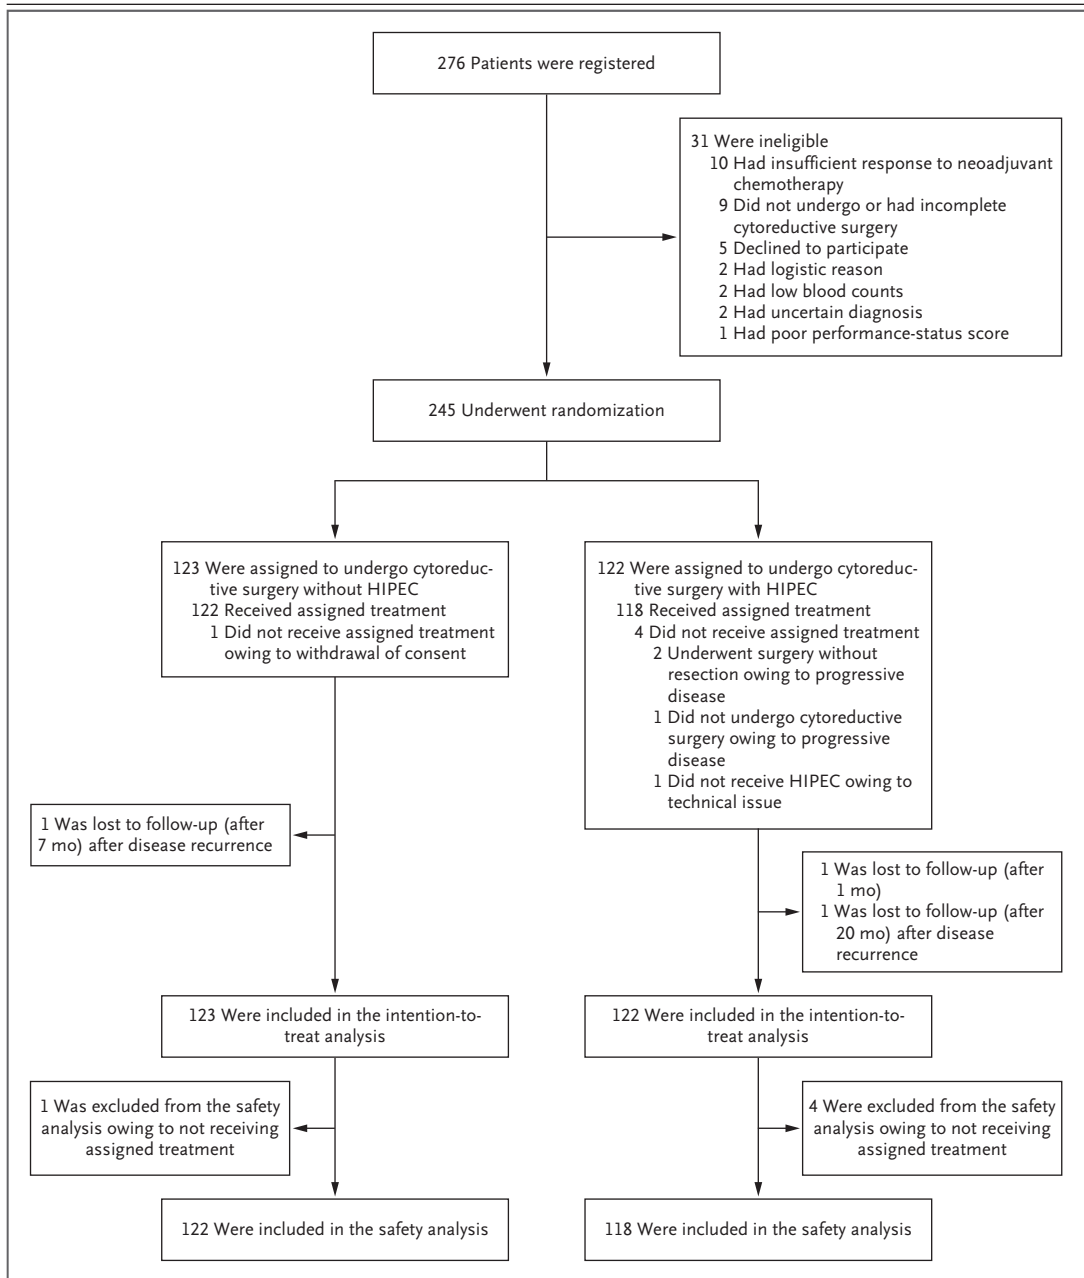 276 Patients were registered
31 Were ineligible
10 Had insufficient response to neoadjuvant
chemotherapy
9 Did not undergo or had incomplete
cytoreductive surgery
5 Declined to participate
2 Had logistic reason
2 Had low blood counts
2 Had uncertain diagnosis
1 Had poor performance-status score
245 Underwent randomization
123 Were assigned to undergo cytoreduc-
tive surgery without HIPEC
122 Received assigned treatment
1 Did not receive assigned treatment
owing to withdrawal of consent
122 Were assigned to undergo cytoreduc-
tive surgery with HIPEC
118 Received assigned treatment
4 Did not receive assigned treatment
2 Underwent surgery without
resection owing to progressive
disease
1 Did not undergo cytoreductive
surgery owing to progressive
disease
1 Did not receive HIPEC owing to
technical issue
1 Was lost to follow-up (after
7 mo) after disease recurrence
1 Was lost to follow-up (after
1 mo)
1 Was lost to follow-up (after
20 mo) after disease
recurrence
123 Were included in the intention-to-
treat analysis
122 Were included in the intention-to-
treat analysis
1 Was excluded from the safety
analysis owing to not receiving
assigned treatment
4 Were excluded from the safety
analysis owing to not receiving
assigned treatment
122 Were included in the safety analysis
118 Were included in the safety analysis